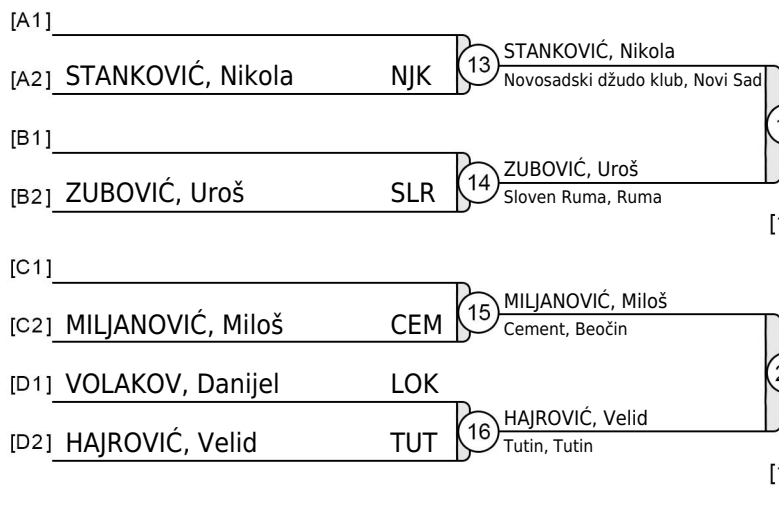 [A1]
[A2] STANKOVIĆ, Nikola NJK
13
STANKOVIĆ, Nikola
Novosadski džudo klub, Novi Sad
[B1]
[B2] ZUBOVIĆ, Uroš SLR
14
ZUBOVIĆ, Uroš
Sloven Ruma, Ruma
[C1]
[C2] MILJANOVIĆ, Miloš CEM
15
MILJANOVIĆ, Miloš
Cement, Beočin
[D1] VOLAKOV, Danijel LOK
[D2] HAJROVIĆ, Velid TUT
16
HAJROVIĆ, Velid
Tutin, Tutin